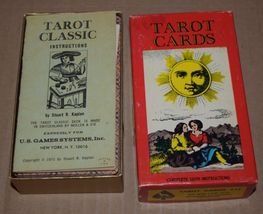 TAROT
CLASSIC
INSTRUCTIONS
by Stuart R. Kaplan
THE TAROT CLASSIC DECK IS MADE
IN SWITZERLAND BY MULLER & CIE
EXPRESSLY FOR
U.S. GAMES SYSTEMS, Inc.
NEW YORK, N.Y. 10016
Copyright © 1972 by Stuart R. Kaplan
TAROT
CARDS
COMPLETE WITH INSTRUCTIONS